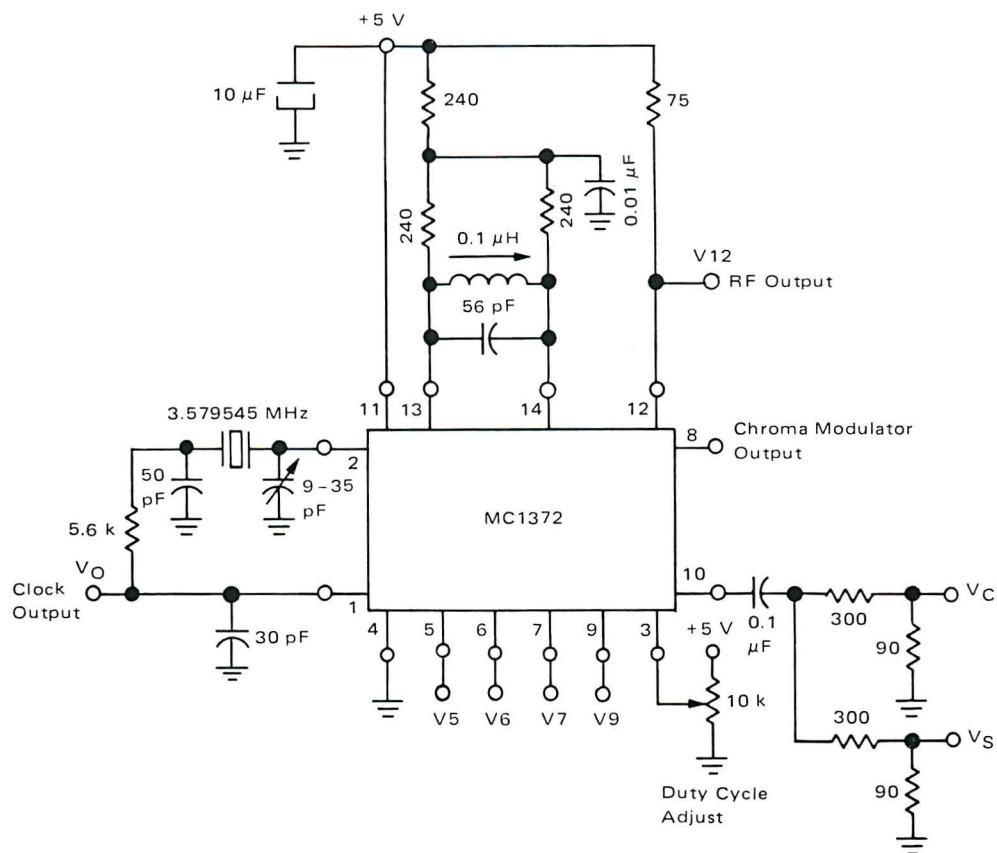 +5 V
10 µF
240
75
240
240
0.01 µF
0.1 µH
V12
RF Output
56 pF
3.579545 MHz
11
13
14
12
2
8
Chroma Modulator
Output
50
pF
9-35
pF
MC1372
5.6 k
VO
Clock
Output
1
10
VC
300
0.1
µF
90
30 pF
4
5
6
7
9
3
+5 V
10 k
V5
V6
V7
V9
300
VS
90
Duty Cycle
Adjust